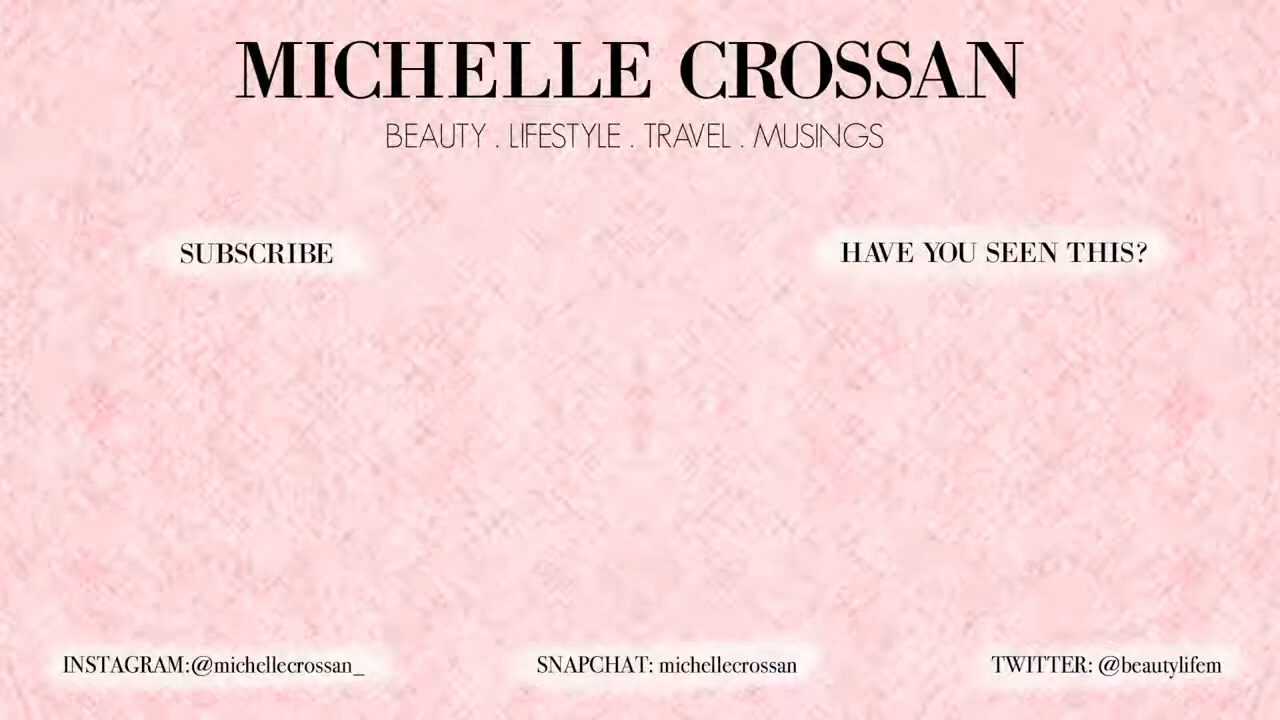 MICHELLE CROSSAN
BEAUTY . LIFESTYLE . TRAVEL . MUSINGS
SUBSCRIBE
HAVE YOU SEEN THIS?
INSTAGRAM:@michellecrossan_
SNAPCHAT: michellecrossan
TWITTER: @beautylifem